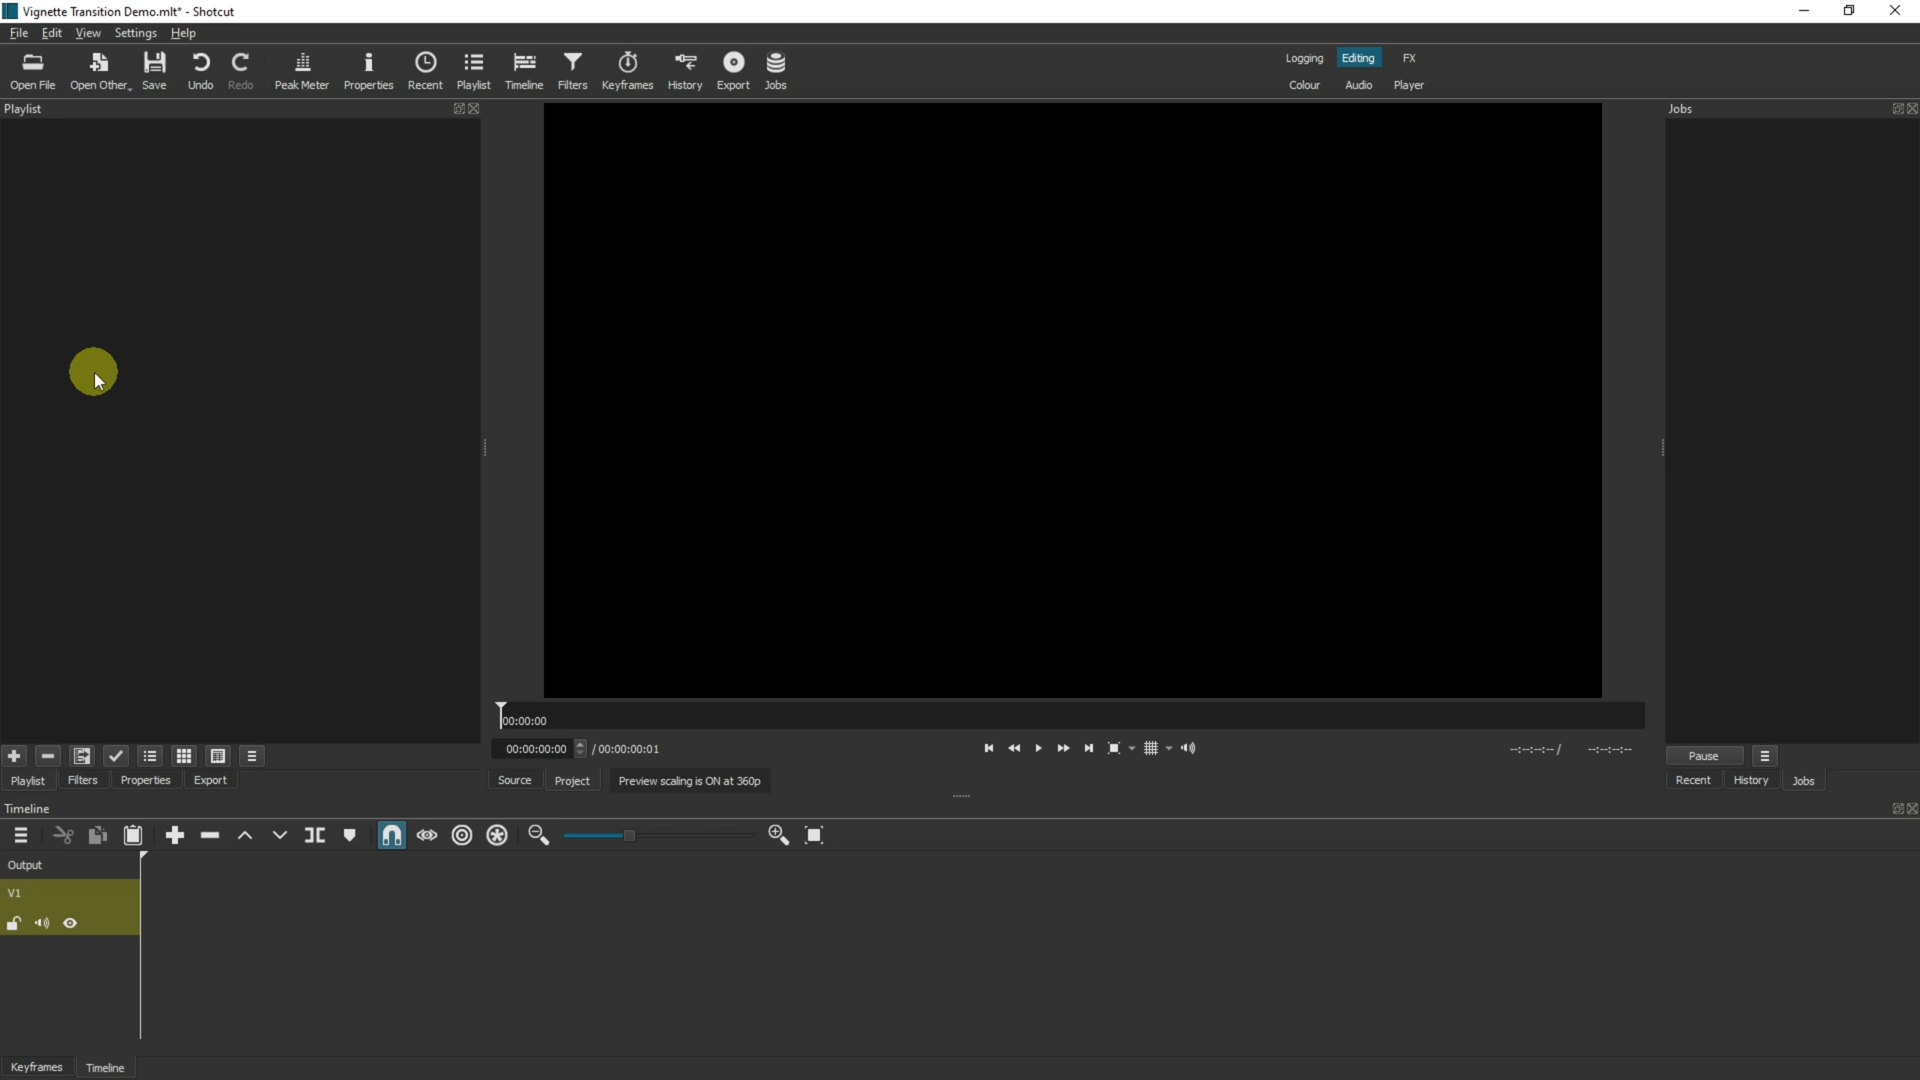 Vignette Transition Demo.mlt* - Shotcut
File Edit View Settings Help
Open File Open Other Save Undo Redo Peak Meter Properties Recent Playlist Timeline Filters Keyframes History Export Jobs
Logging Editing FX
Colour Audio Player
Playlist
Jobs
00:00:00
00:00:00:00 / 00:00:00:01
--:--:--:-- / --:--:--:--
Pause
Playlist Filters Properties Export
Source Project Preview scaling is ON at 360p
Recent History Jobs
Timeline
Output
V1
Keyframes Timeline